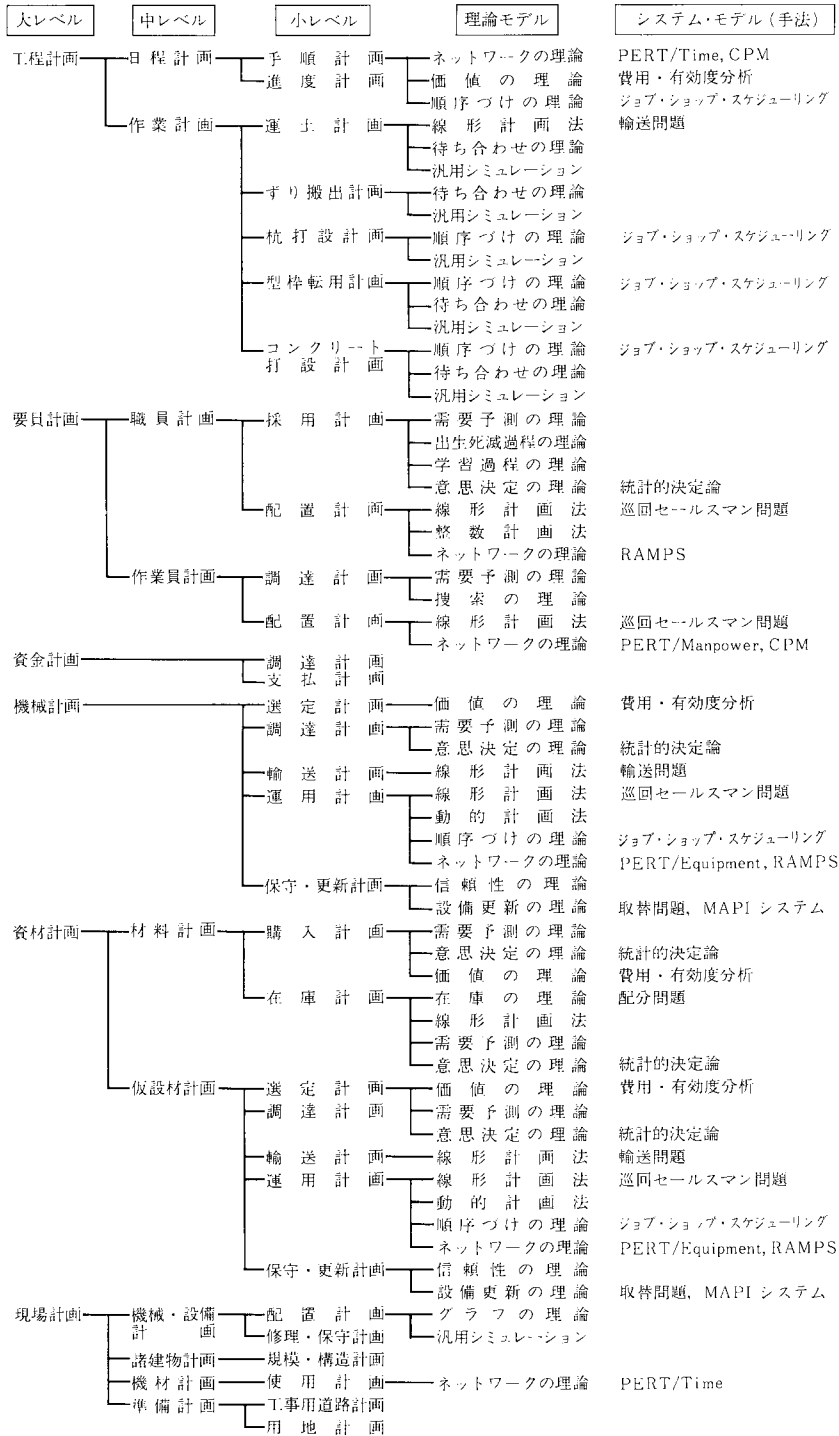 大レベル 中レベル 小レベル 理論モデル システム・モデル(手法)
工程計画 日程計画 手順計画 ネットワークの理論 PERT/Time, CPM
進度計画 価値の理論 費用・有効度分析
順序づけの理論 ジョブ・ショップ・スケジューリング
作業計画 運土計画 線形計画法 輸送問題
待ち合わせの理論
汎用シミュレーション
ずり搬出計画 待ち合わせの理論
汎用シミュレーション
杭打設計画 順序づけの理論 ジョブ・ショップ・スケジューリング
汎用シミュレーション
型枠転用計画 順序づけの理論 ジョブ・ショップ・スケジューリング
待ち合わせの理論
汎用シミュレーション
コンクリート 順序づけの理論 ジョブ・ショップ・スケジューリング
打設計画 待ち合わせの理論
汎用シミュレーション
要員計画 職員計画 採用計画 需要予測の理論
出生死滅過程の理論
学習過程の理論
意思決定の理論 統計的決定論
配置計画 線形計画法 巡回セールスマン問題
整数計画法
ネットワークの理論 RAMPS
作業員計画 調達計画 需要予測の理論
捜索の理論
配置計画 線形計画法 巡回セールスマン問題
ネットワークの理論 PERT/Manpower, CPM
資金計画 調達計画
支払計画
機械計画 選定計画 価値の理論 費用・有効度分析
調達計画 需要予測の理論
意思決定の理論 統計的決定論
輸送計画 線形計画法 輸送問題
運用計画 線形計画法 巡回セールスマン問題
動的計画法
順序づけの理論 ジョブ・ショップ・スケジューリング
ネットワークの理論 PERT/Equipment, RAMPS
保守・更新計画 信頼性の理論
設備更新の理論 取替問題, MAPI システム
資材計画 材料計画 購入計画 需要予測の理論
意思決定の理論 統計的決定論
価値の理論 費用・有効度分析
在庫計画 在庫の理論 配分問題
線形計画法
需要予測の理論
意思決定の理論 統計的決定論
仮設材計画 選定計画 価値の理論 費用・有効度分析
調達計画 需要予測の理論
意思決定の理論 統計的決定論
輸送計画 線形計画法 輸送問題
運用計画 線形計画法 巡回セールスマン問題
動的計画法
順序づけの理論 ジョブ・ショップ・スケジューリング
ネットワークの理論 PERT/Equipment, RAMPS
保守・更新計画 信頼性の理論
設備更新の理論 取替問題, MAPI システム
現場計画 機械・設備 配置計画 グラフの理論
計画 修理・保守計画 汎用シミュレーション
諸建物計画 規模・構造計画
機材計画 使用計画 ネットワークの理論 PERT/Time
準備計画 工事用道路計画
用地計画